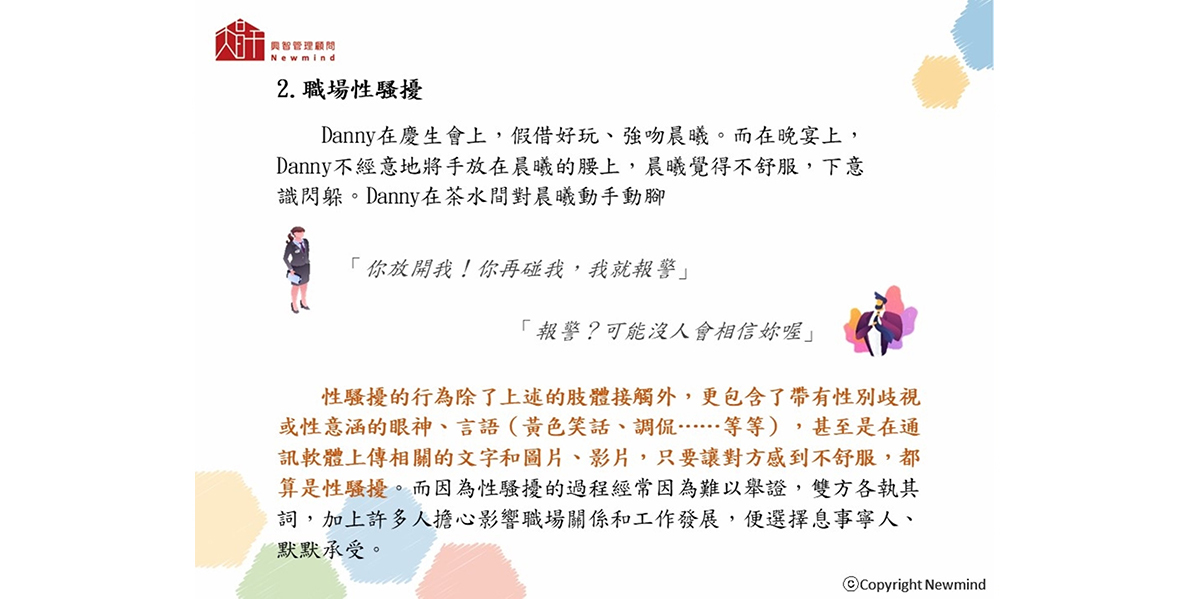 興智管理顧問
Newmind
2. 職場性騷擾
Danny在慶生會上，假借好玩、強吻晨曦。而在晚宴上，
Danny不經意地將手放在晨曦的腰上，晨曦覺得不舒服，下意
識閃躲。Danny在茶水間對晨曦動手動腳
「你放開我！你再碰我，我就報警」
「報警？可能沒人會相信妳喔」
性騷擾的行為除了上述的肢體接觸外，更包含了帶有性別歧視
或性意涵的眼神、言語（黃色笑話、調侃……等等），甚至是在通
訊軟體上傳相關的文字和圖片、影片，只要讓對方感到不舒服，都
算是性騷擾。而因為性騷擾的過程經常因為難以舉證，雙方各執其
詞，加上許多人擔心影響職場關係和工作發展，便選擇息事寧人、
默默承受。
ⓒCopyright Newmind